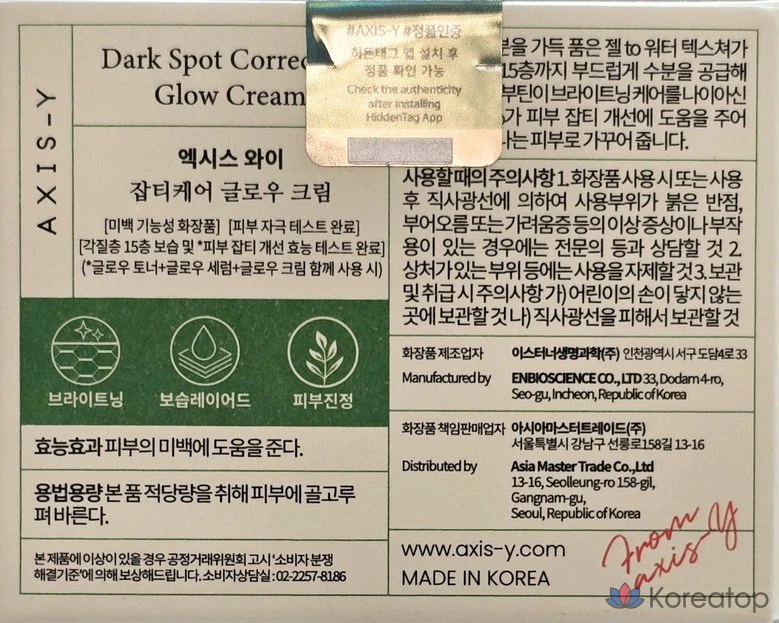 AXIS-Y
Dark Spot Correc
Glow Cream
#AXIS-Y #정품인증
히든태그 앱 설치 후
정품 확인 가능
Check the authenticity
after installing
HiddenTag App
엑시스 와이
잡티케어 글로우 크림
[미백 기능성 화장품] [피부 자극 테스트 완료]
[각질층 15층 보습 및 *피부 잡티 개선 효능 테스트 완료]
(*글로우 토너+글로우 세럼+글로우 크림 함께 사용 시)
브라이트닝
보습레이어드
피부진정
효능효과 피부의 미백에 도움을 준다.
용법용량 본 품 적당량을 취해 피부에 골고루
펴 바른다.
본 제품에 이상이 있을 경우 공정거래위원회 고시 '소비자 분쟁
해결기준'에 의해 보상해드립니다. 소비자상담실 : 02-2257-8186
분을 가득 품은 젤 to 워터 텍스쳐가
15층까지 부드럽게 수분을 공급해
부틴이 브라이트닝 케어를 나이아신
가 피부 잡티 개선에 도움을 주어
나는 피부로 가꾸어 줍니다.
사용할 때의 주의사항 1. 화장품 사용 시 또는 사용
후 직사광선에 의하여 사용부위가 붉은 반점,
부어오름 또는 가려움증 등의 이상 증상이나 부작
용이 있는 경우에는 전문의 등과 상담할 것 2.
상처가 있는 부위 등에는 사용을 자제할 것 3. 보관
및 취급 시 주의사항 가) 어린이의 손이 닿지 않는
곳에 보관할 것 나) 직사광선을 피해서 보관할 것
화장품 제조업자 이스터너생명과학(주) 인천광역시 서구 도담4로 33
Manufactured by ENBIOSCIENCE CO., LTD 33, Dodam 4-ro,
Seo-gu, Incheon, Republic of Korea
화장품 책임판매업자 아시아마스터트레이드(주)
서울특별시 강남구 선릉로158길 13-16
Distributed by Asia Master Trade Co.,Ltd
13-16, Seolleung-ro 158-gil,
Gangnam-gu,
Seoul, Republic of Korea
www.axis-y.com
MADE IN KOREA
From
axis-y
Koreatop